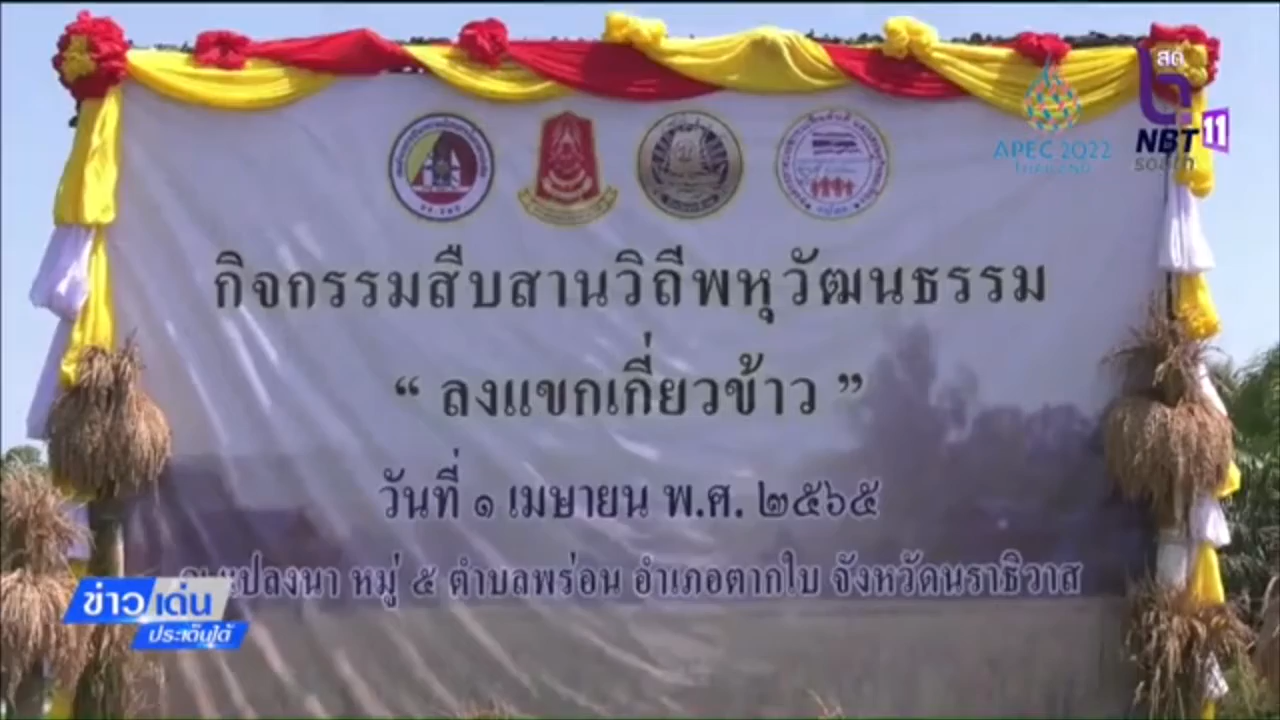 สด
NBT 11
SOUTH
APEC 2022
THAILAND
กิจกรรมสืบสานวิถีพหุวัฒนธรรม
“ ลงแขกเกี่ยวข้าว ”
วันที่ ๑ เมษายน พ.ศ. ๒๕๖๕
หมู่ ๕ ตำบลพร่อน อำเภอตากใบ จังหวัดนราธิวาส
ข่าวเด่น
ประเด็นใต้